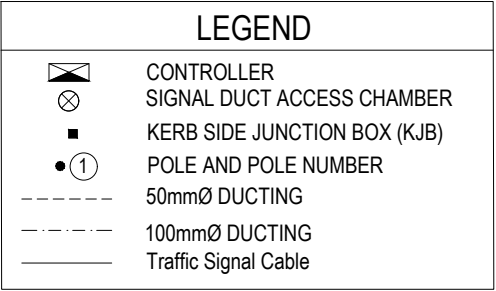 LEGEND
CONTROLLER
SIGNAL DUCT ACCESS CHAMBER
KERB SIDE JUNCTION BOX (KJB)
1 POLE AND POLE NUMBER
50mmØ DUCTING
100mmØ DUCTING
Traffic Signal Cable